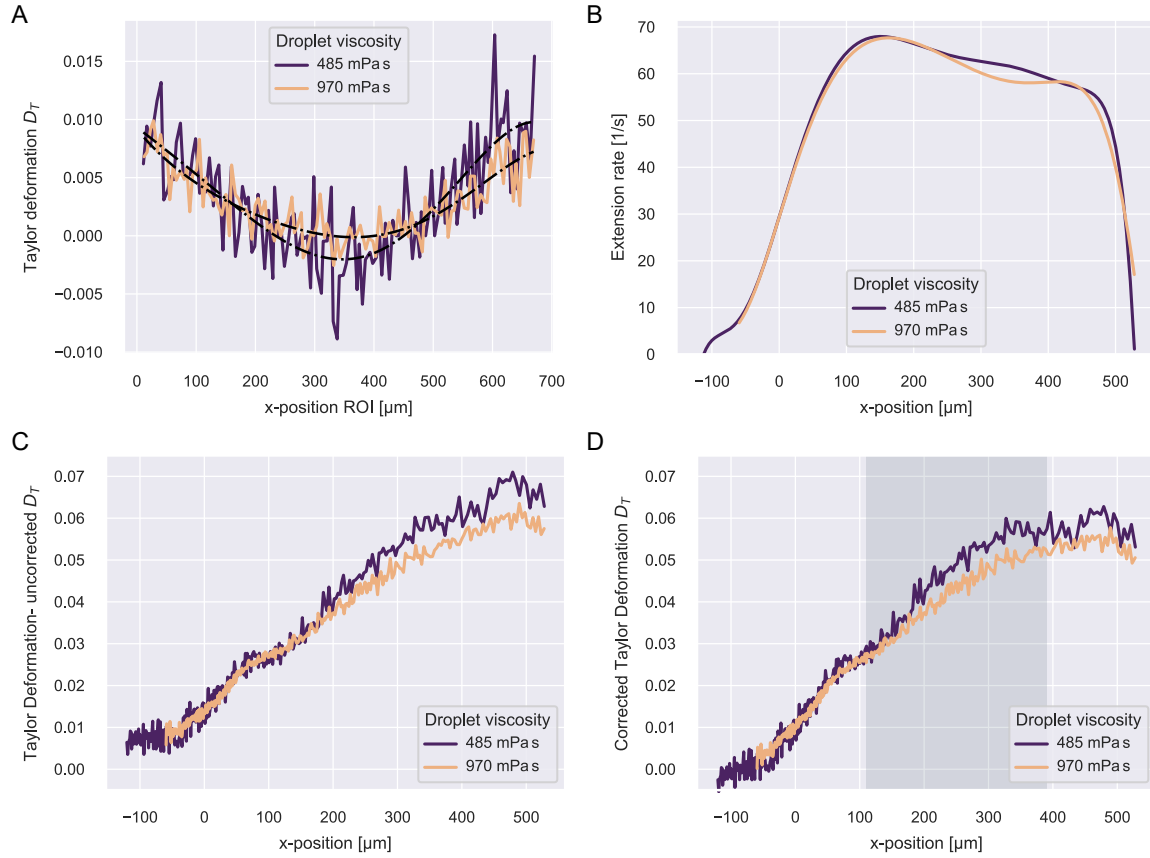 A
Taylor deformation D_T
0.015
0.010
0.005
0.000
−0.005
−0.010
0
100
200
300
400
500
600
700
x-position ROI [µm]
Droplet viscosity
485 mPa s
970 mPa s
B
Extension rate [1/s]
70
60
50
40
30
20
10
0
−100
0
100
200
300
400
500
x-position [µm]
Droplet viscosity
485 mPa s
970 mPa s
C
Taylor Deformation- uncorrected D_T
0.07
0.06
0.05
0.04
0.03
0.02
0.01
0.00
−100
0
100
200
300
400
500
x-position [µm]
Droplet viscosity
485 mPa s
970 mPa s
D
Corrected Taylor Deformation D_T
0.07
0.06
0.05
0.04
0.03
0.02
0.01
0.00
−100
0
100
200
300
400
500
x-position [µm]
Droplet viscosity
485 mPa s
970 mPa s